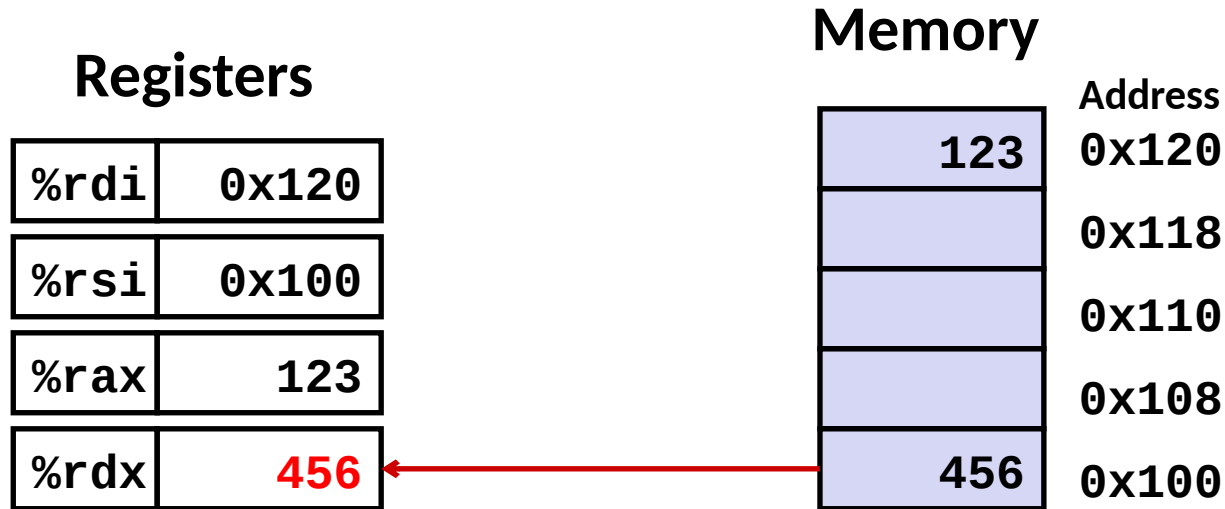 Registers
%rdi 0x120
%rsi 0x100
%rax 123
%rdx 456
Memory
Address
123 0x120
0x118
0x110
0x108
456 0x100